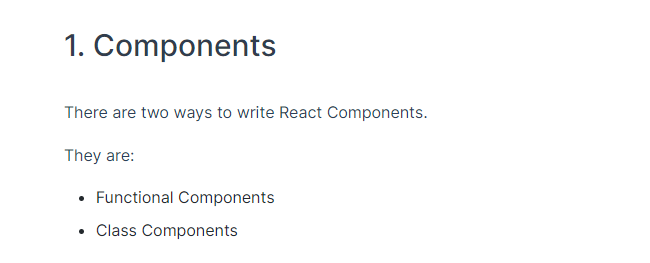 1. Components
There are two ways to write React Components.
They are:
• Functional Components
• Class Components